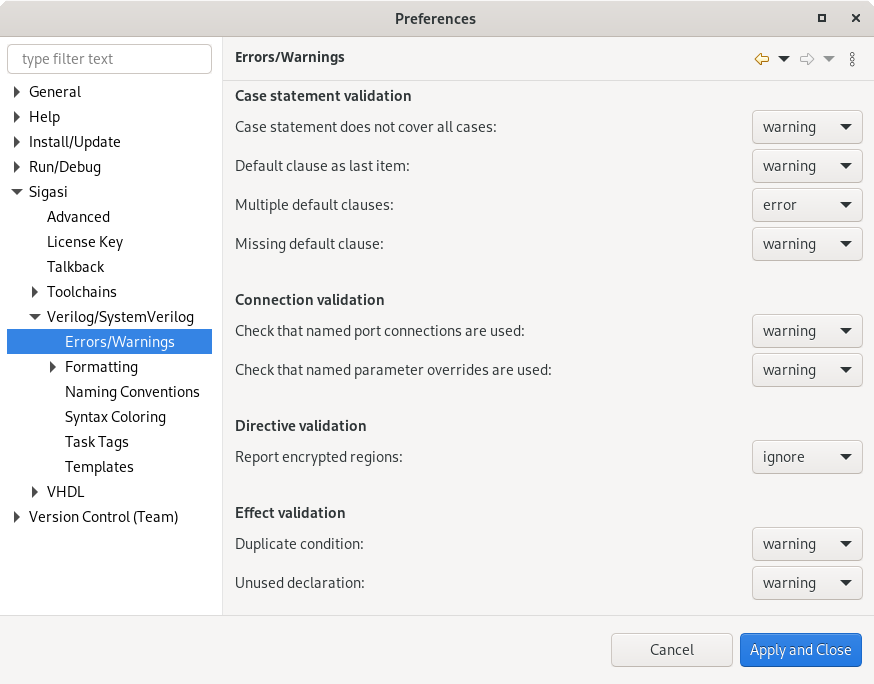 Preferences
type filter text
General
Help
Install/Update
Run/Debug
Sigasi
Advanced
License Key
Talkback
Toolchains
Verilog/SystemVerilog
Errors/Warnings
Formatting
Naming Conventions
Syntax Coloring
Task Tags
Templates
VHDL
Version Control (Team)
Errors/Warnings
Case statement validation
Case statement does not cover all cases: warning
Default clause as last item: warning
Multiple default clauses: error
Missing default clause: warning
Connection validation
Check that named port connections are used: warning
Check that named parameter overrides are used: warning
Directive validation
Report encrypted regions: ignore
Effect validation
Duplicate condition: warning
Unused declaration: warning
Cancel Apply and Close